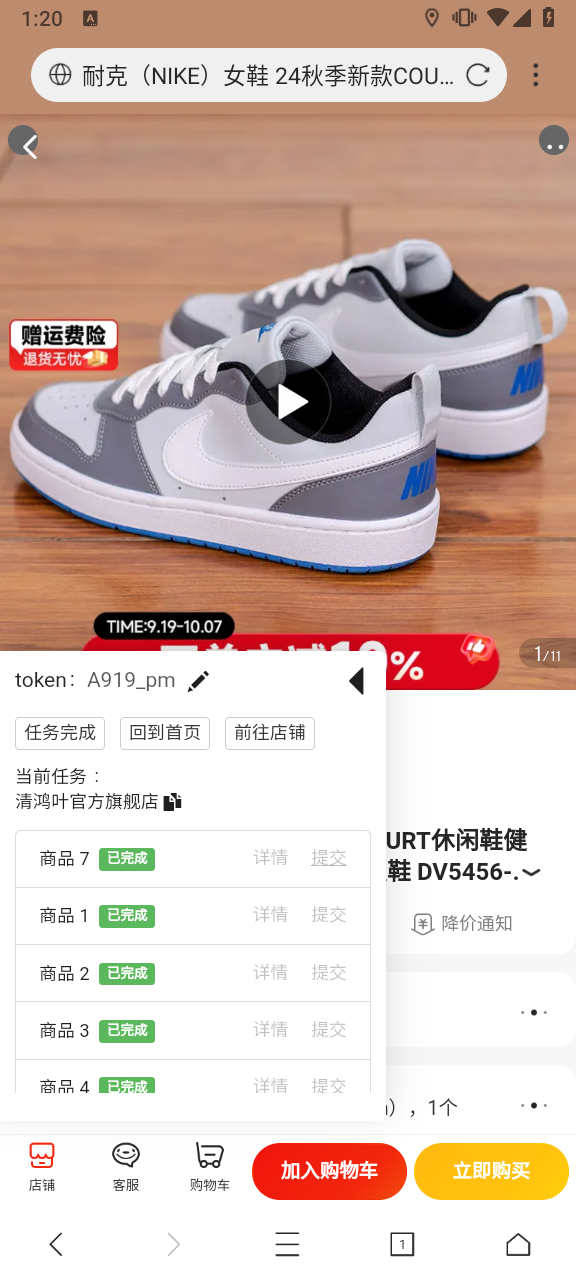 1:20
耐克（NIKE）女鞋 24秋季新款COU...
赠运费险
退货无忧
NIKE
TIME:9.19-10.07
1/11
token： A919_pm
任务完成 回到首页 前往店铺
当前任务：
清鸿叶官方旗舰店
商品 7 已完成 详情 提交
商品 1 已完成 详情 提交
商品 2 已完成 详情 提交
商品 3 已完成 详情 提交
商品 4 已完成 详情 提交
URT休闲鞋健
鞋 DV5456-.
降价通知
），1个
店铺 客服 购物车 加入购物车 立即购买
1